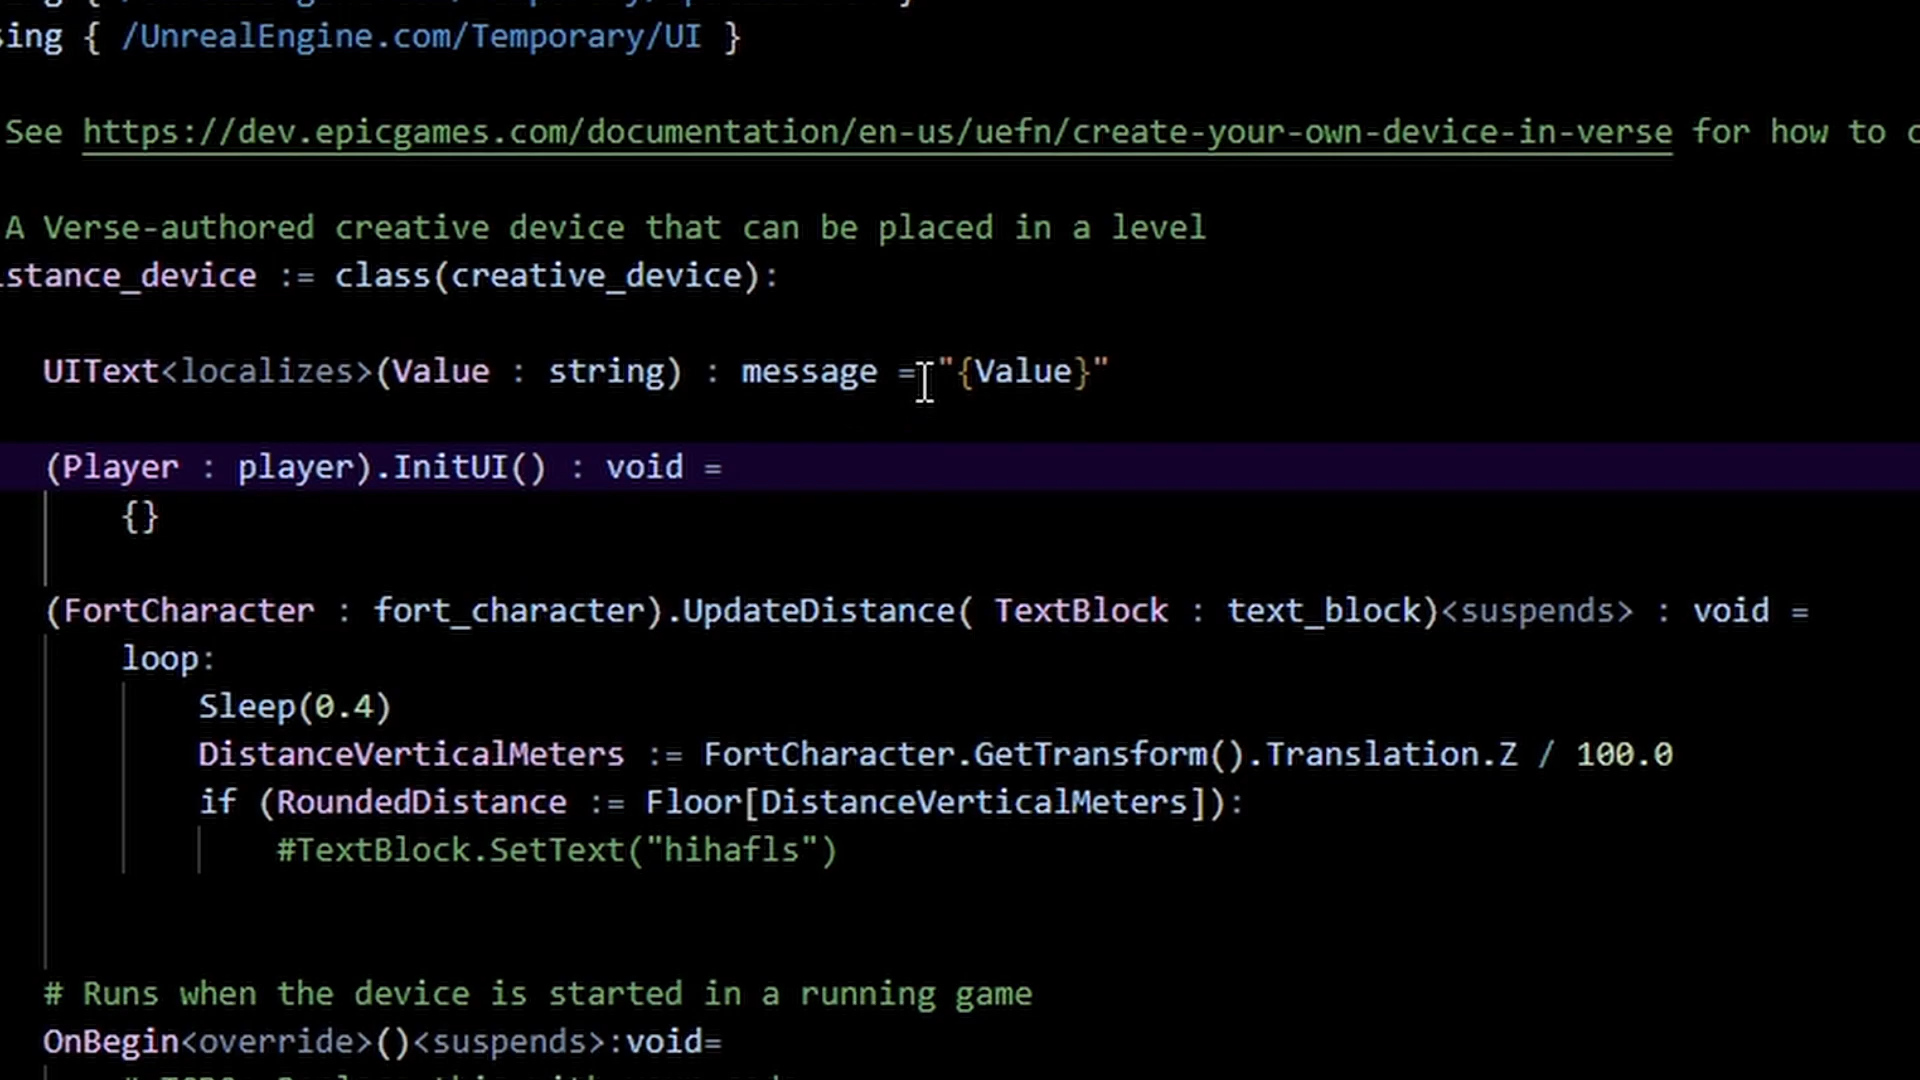 ing { /UnrealEngine.com/Temporary/UI }
See https://dev.epicgames.com/documentation/en-us/uefn/create-your-own-device-in-verse for how to c
A Verse-authored creative device that can be placed in a level
istance_device := class(creative_device):
UIText<localizes>(Value : string) : message = "{Value}"
(Player : player).InitUI() : void =
{}
(FortCharacter : fort_character).UpdateDistance( TextBlock : text_block)<suspends> : void =
loop:
Sleep(0.4)
DistanceVerticalMeters := FortCharacter.GetTransform().Translation.Z / 100.0
if (RoundedDistance := Floor[DistanceVerticalMeters]):
#TextBlock.SetText("hihafls")
# Runs when the device is started in a running game
OnBegin<override>()<suspends>:void=